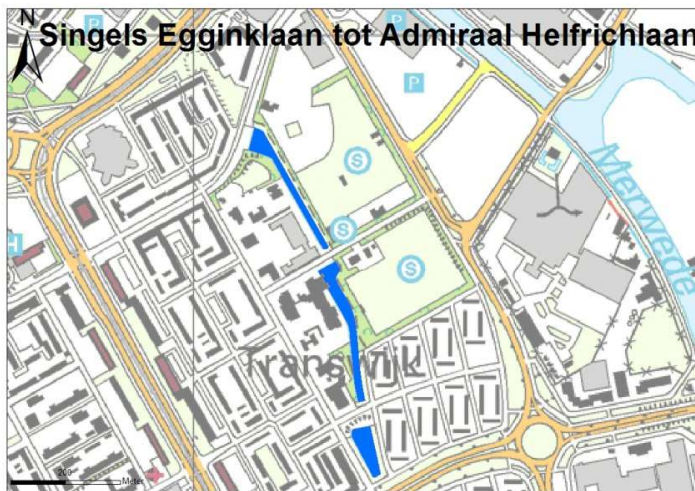 N
Singels Egginklaan tot Admiraal Helfrichlaan
P
P
S
S
S
Merwede
H
Transwijk
200
Meter